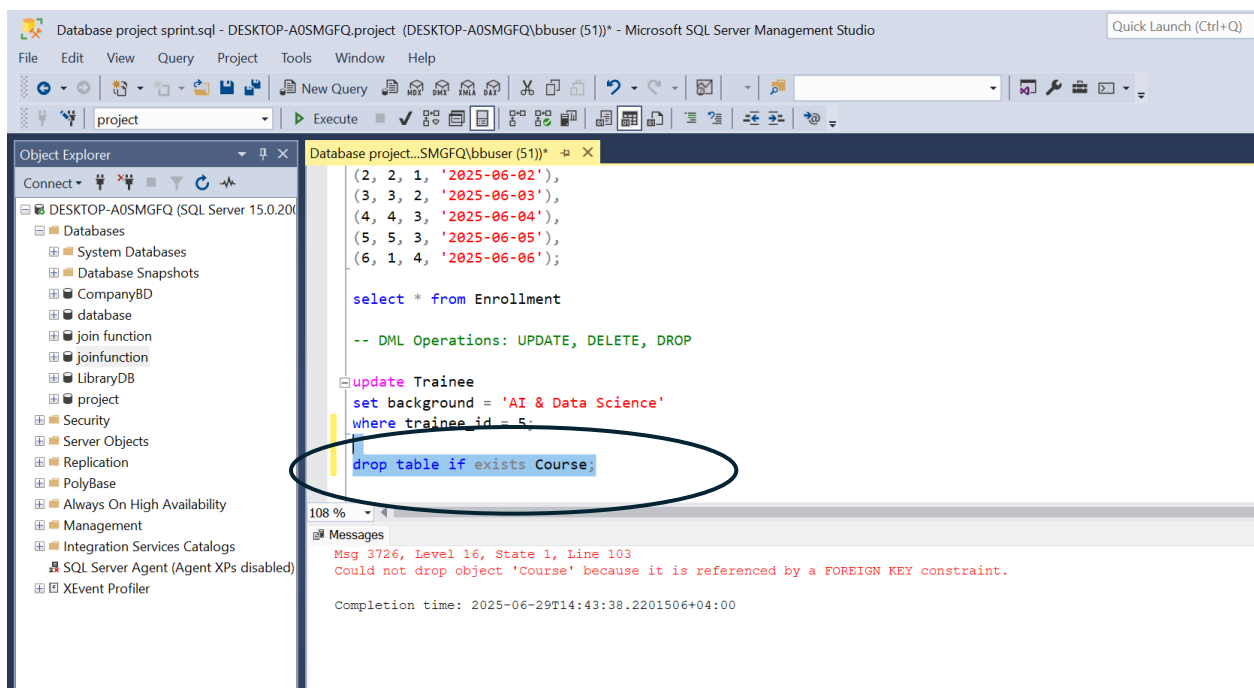 Database project sprint.sql - DESKTOP-A0SMGFQ.project (DESKTOP-A0SMGFQ\bbuser (51))* - Microsoft SQL Server Management Studio
Quick Launch (Ctrl+Q)
File Edit View Query Project Tools Window Help
New Query MDX DMX XMLA DAX
project Execute
Object Explorer
Connect
DESKTOP-A0SMGFQ (SQL Server 15.0.200
Databases
System Databases
Database Snapshots
CompanyBD
database
join function
joinfunction
LibraryDB
project
Security
Server Objects
Replication
PolyBase
Always On High Availability
Management
Integration Services Catalogs
SQL Server Agent (Agent XPs disabled)
XEvent Profiler
Database project...SMGFQ\bbuser (51))*
(2, 2, 1, '2025-06-02'),
(3, 3, 2, '2025-06-03'),
(4, 4, 3, '2025-06-04'),
(5, 5, 3, '2025-06-05'),
(6, 1, 4, '2025-06-06');
select * from Enrollment
-- DML Operations: UPDATE, DELETE, DROP
update Trainee
set background = 'AI & Data Science'
where trainee_id = 5;
drop table if exists Course;
108 %
Messages
Msg 3726, Level 16, State 1, Line 103
Could not drop object 'Course' because it is referenced by a FOREIGN KEY constraint.
Completion time: 2025-06-29T14:43:38.2201506+04:00